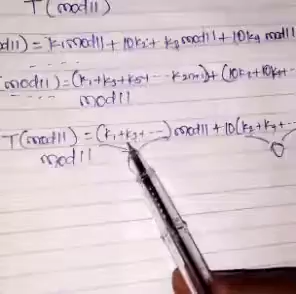 T(mod11)
d11) = k₁mod11 + 10k₂ + k₃mod11 + 10k₄ mod11
(mod11) = (k₁+k₃+k₅+ ··· k₂ₙ₊₁) + (10k₂+10k₄+ ··
mod11
T(mod11) = (k₁+k₃+ ···) mod11 + 10(k₂+k₄+ ··
mod11
0